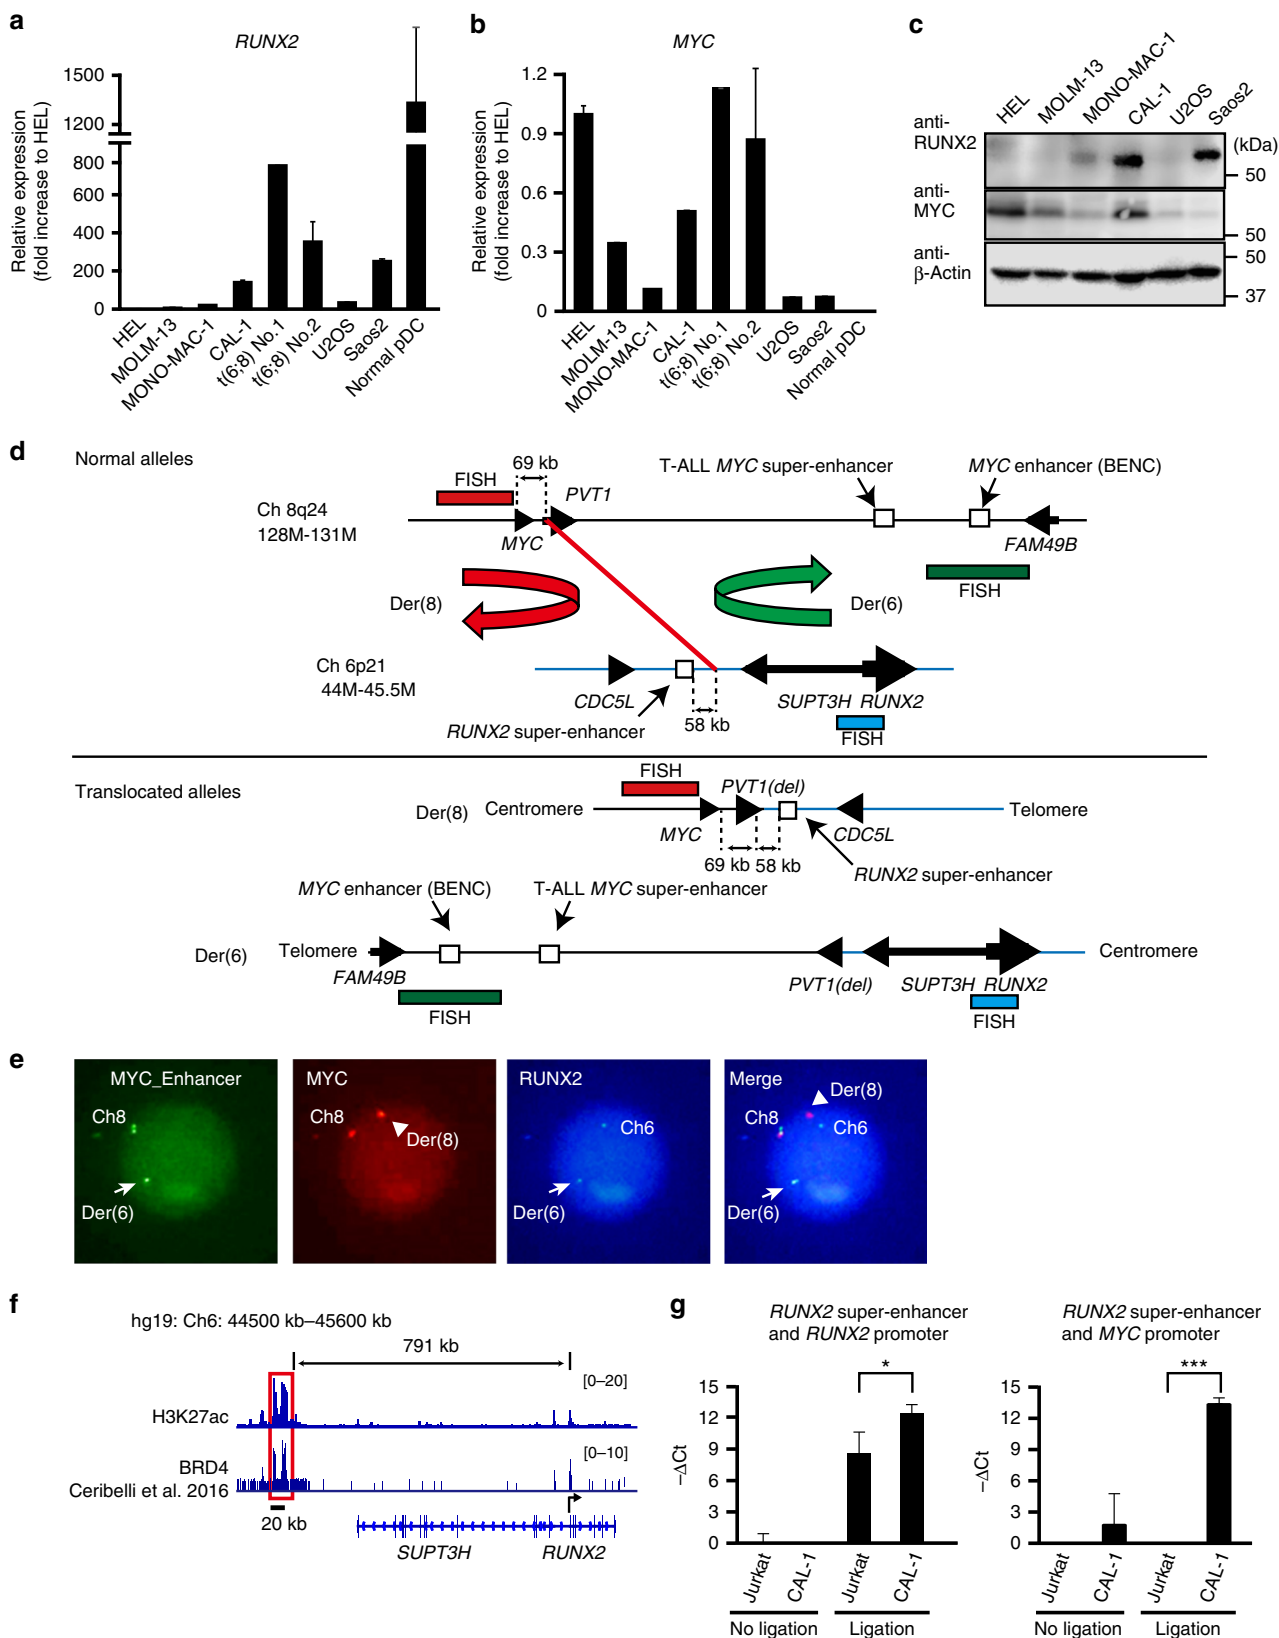 a
RUNX2
Relative expression
(fold increase to HEL)
1500
1200
800
600
400
200
0
HEL
MOLM-13
MONO-MAC-1
CAL-1
t(6;8) No.1
t(6;8) No.2
U2OS
Saos2
Normal pDC
b
MYC
Relative expression
(fold increase to HEL)
1.2
0.9
0.6
0.3
0
HEL
MOLM-13
MONO-MAC-1
CAL-1
t(6;8) No.1
t(6;8) No.2
U2OS
Saos2
Normal pDC
c
HEL
MOLM-13
MONO-MAC-1
CAL-1
U2OS
Saos2
anti-
RUNX2
(kDa)
50
anti-
MYC
50
anti-
β-Actin
50
37
d
Normal alleles
Ch 8q24
128M-131M
FISH
69 kb
MYC
PVT1
T-ALL MYC super-enhancer
MYC enhancer (BENC)
FAM49B
FISH
Der(8)
Der(6)
Ch 6p21
44M-45.5M
CDC5L
RUNX2 super-enhancer
58 kb
SUPT3H RUNX2
FISH
Translocated alleles
Der(8)
Centromere
FISH
MYC
PVT1(del)
CDC5L
Telomere
69 kb
58 kb
RUNX2 super-enhancer
MYC enhancer (BENC)
T-ALL MYC super-enhancer
Der(6)
Telomere
FAM49B
FISH
PVT1(del)
SUPT3H RUNX2
FISH
Centromere
e
MYC_Enhancer
Ch8
Der(6)
MYC
Ch8
Der(8)
RUNX2
Ch6
Der(6)
Merge
Der(8)
Ch8
Ch6
Der(6)
f
hg19: Ch6: 44500 kb–45600 kb
791 kb
[0–20]
H3K27ac
[0–10]
BRD4
Ceribelli et al. 2016
20 kb
SUPT3H
RUNX2
g
RUNX2 super-enhancer
and RUNX2 promoter
*
–ΔCt
15
12
9
6
3
0
Jurkat
CAL-1
Jurkat
CAL-1
No ligation
Ligation
RUNX2 super-enhancer
and MYC promoter
***
–ΔCt
15
12
9
6
3
0
Jurkat
CAL-1
Jurkat
CAL-1
No ligation
Ligation